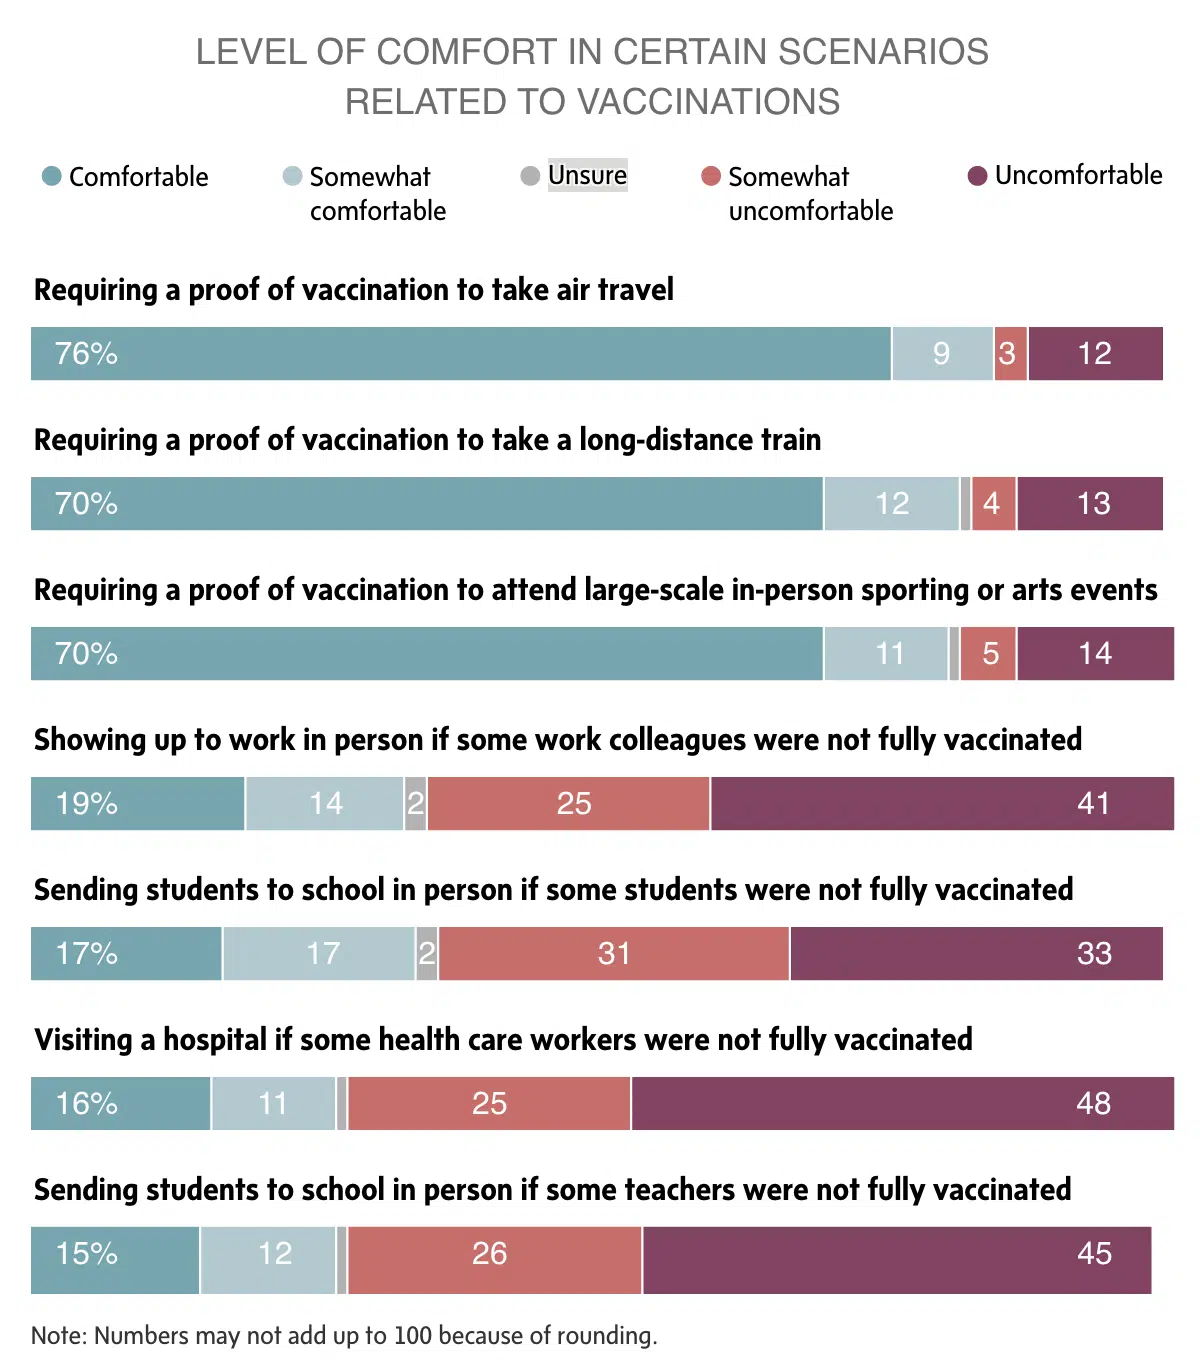 LEVEL OF COMFORT IN CERTAIN SCENARIOS
RELATED TO VACCINATIONS
Comfortable
Somewhat
comfortable
Unsure
Somewhat
uncomfortable
Uncomfortable
Requiring a proof of vaccination to take air travel
76% 9 3 12
Requiring a proof of vaccination to take a long-distance train
70% 12 4 13
Requiring a proof of vaccination to attend large-scale in-person sporting or arts events
70% 11 5 14
Showing up to work in person if some work colleagues were not fully vaccinated
19% 14 2 25 41
Sending students to school in person if some students were not fully vaccinated
17% 17 2 31 33
Visiting a hospital if some health care workers were not fully vaccinated
16% 11 25 48
Sending students to school in person if some teachers were not fully vaccinated
15% 12 26 45
Note: Numbers may not add up to 100 because of rounding.